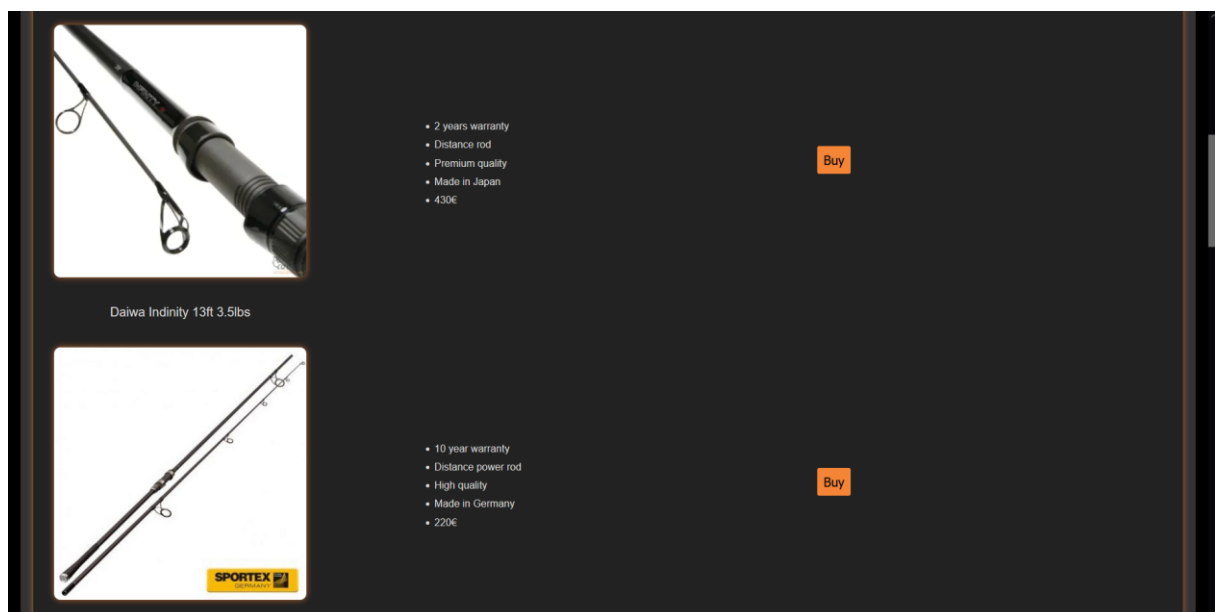 INFINITY
• 2 years warranty
• Distance rod
• Premium quality
• Made in Japan
• 430€
Buy
Daiwa Indinity 13ft 3.5lbs
• 10 year warranty
• Distance power rod
• High quality
• Made in Germany
• 220€
Buy
SPORTEX
GERMANY